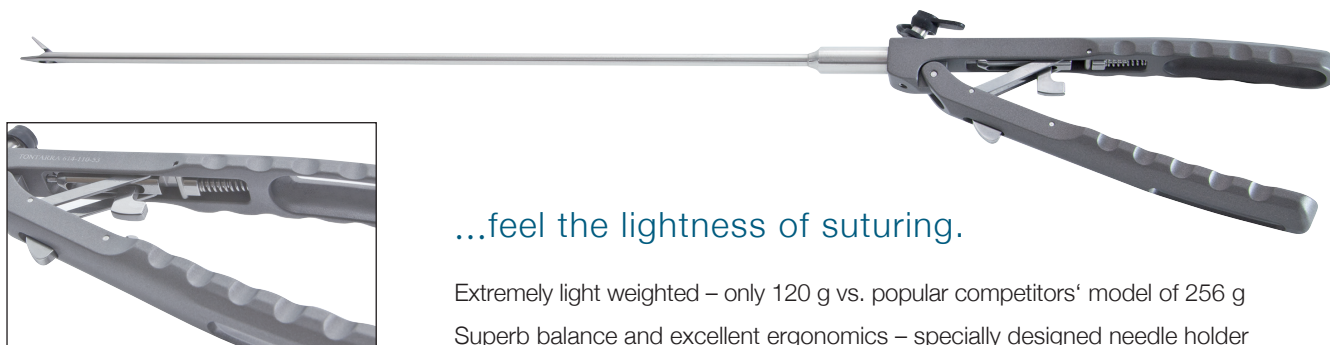 TONTARRA
...feel the lightness of suturing.
Extremely light weighted – only 120 g vs. popular competitors‘ model of 256 g
Superb balance and excellent ergonomics – specially designed needle holder